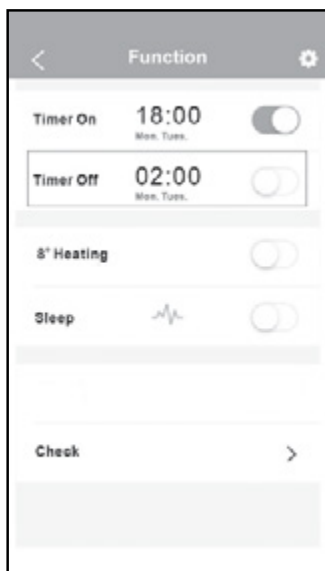 Function
Timer On 18:00
Mon. Tues.
Timer Off 02:00
Mon. Tues.
8° Heating
Sleep
Check